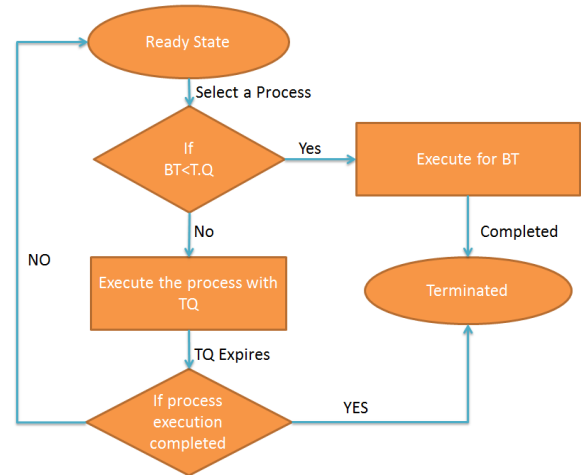 Ready State
Select a Process
If
BT<T.Q
Yes
Execute for BT
No
Completed
NO
Execute the process with
TQ
Terminated
TQ Expires
If process
execution
completed
YES